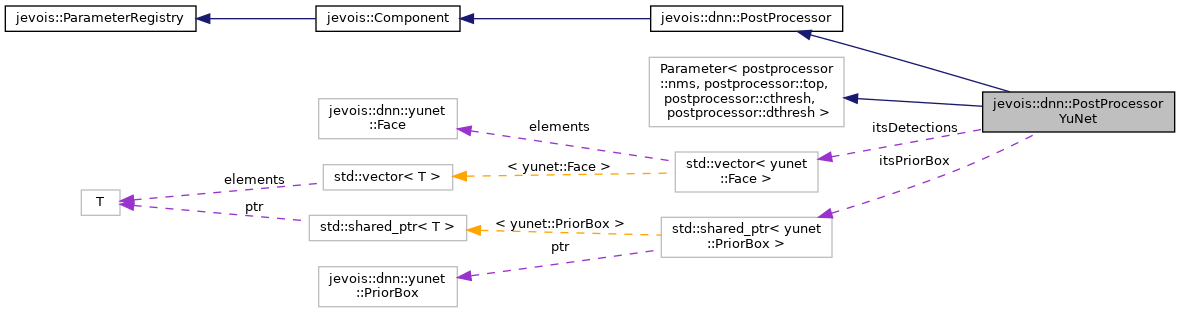 jevois::ParameterRegistry
jevois::Component
jevois::dnn::PostProcessor
Parameter< postprocessor
::nms, postprocessor::top,
postprocessor::cthresh,
postprocessor::dthresh >
jevois::dnn::PostProcessor
YuNet
jevois::dnn::yunet
::Face
elements
itsDetections
itsPriorBox
std::vector< T >
< yunet::Face >
std::vector< yunet
::Face >
elements
T
ptr
std::shared_ptr< T >
< yunet::PriorBox >
std::shared_ptr< yunet
::PriorBox >
ptr
jevois::dnn::yunet
::PriorBox